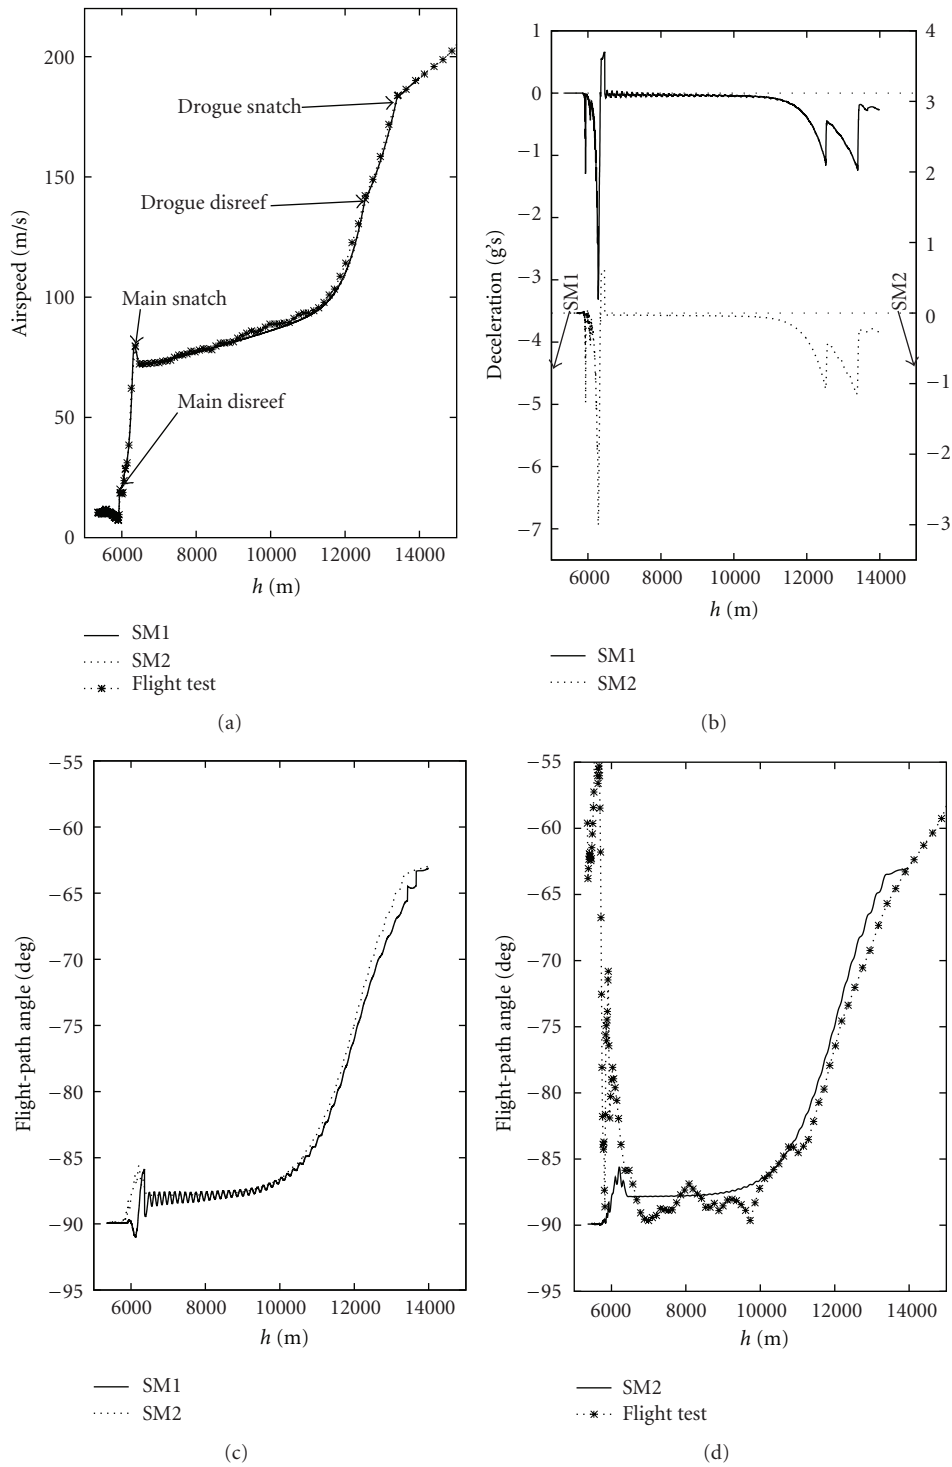 200
150
100
50
0
Airspeed (m/s)
Drogue snatch
Drogue disreef
Main snatch
Main disreef
6000 8000 10000 12000 14000
h (m)
SM1
SM2
Flight test
(a)
1
0
−1
−2
−3
−4
−5
−6
−7
Deceleration (g's)
SM1
SM2
4
3
2
1
0
−1
−2
−3
6000 8000 10000 12000 14000
h (m)
SM1
SM2
(b)
−55
−60
−65
−70
−75
−80
−85
−90
−95
Flight-path angle (deg)
6000 8000 10000 12000 14000
h (m)
SM1
SM2
(c)
−55
−60
−65
−70
−75
−80
−85
−90
−95
Flight-path angle (deg)
6000 8000 10000 12000 14000
h (m)
SM2
Flight test
(d)